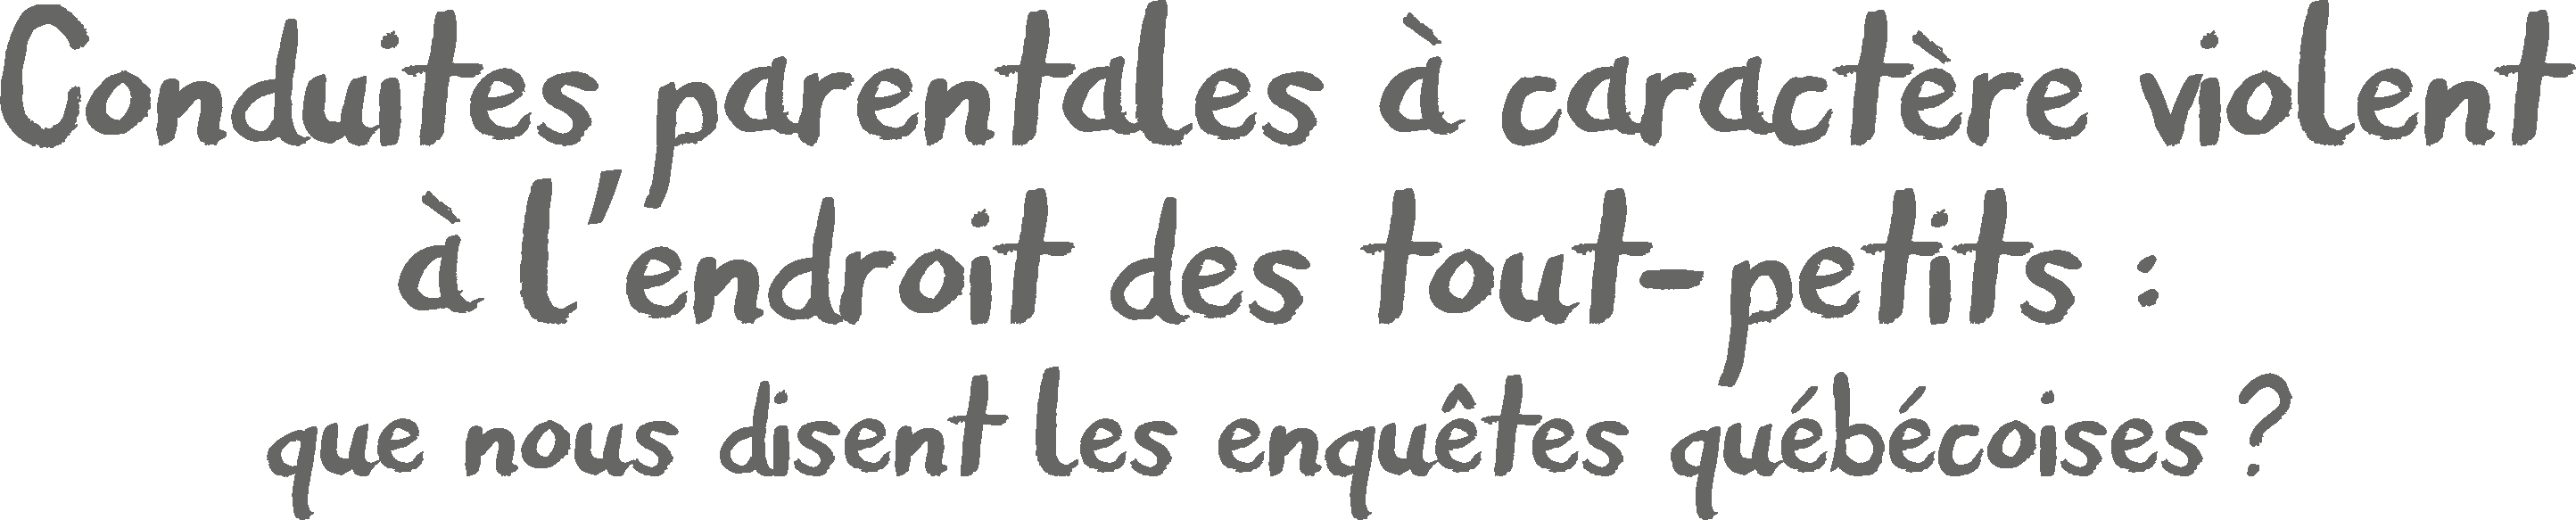 Conduites parentales à caractère violent
à l'endroit des tout-petits :
que nous disent les enquêtes québécoises ?